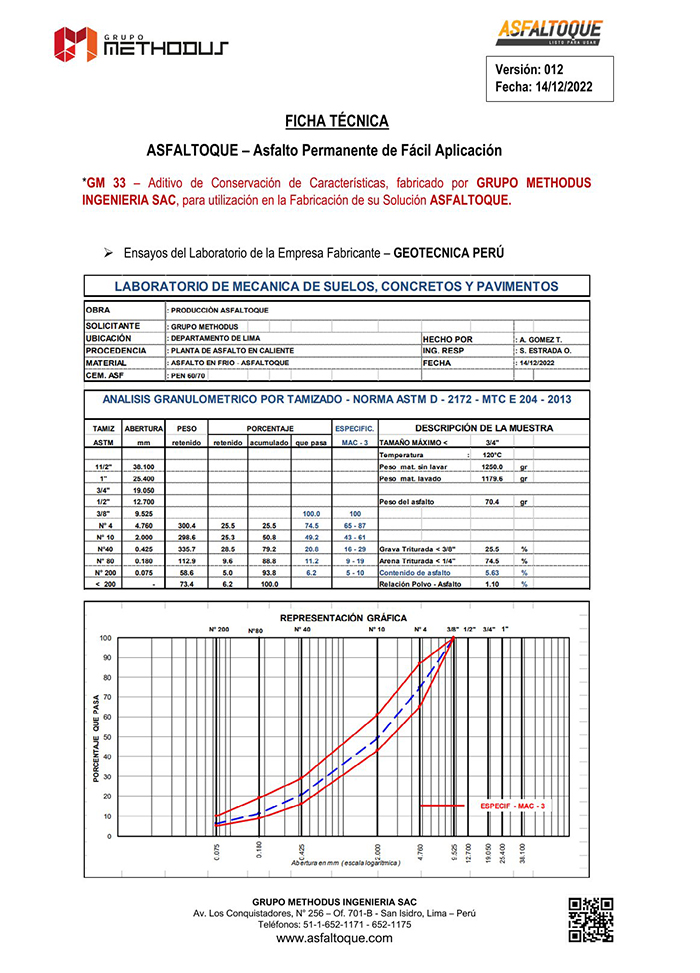 GRUPO
METHODUS
ASFALTOQUE
LISTO PARA USAR
Versión: 012
Fecha: 14/12/2022
FICHA TÉCNICA
ASFALTOQUE – Asfalto Permanente de Fácil Aplicación
*GM 33 – Aditivo de Conservación de Características, fabricado por GRUPO METHODUS
INGENIERIA SAC, para utilización en la Fabricación de su Solución ASFALTOQUE.
➢ Ensayos del Laboratorio de la Empresa Fabricante – GEOTECNICA PERÚ
LABORATORIO DE MECANICA DE SUELOS, CONCRETOS Y PAVIMENTOS
OBRA : PRODUCCIÓN ASFALTOQUE
SOLICITANTE : GRUPO METHODUS
UBICACIÓN : DEPARTAMENTO DE LIMA HECHO POR : A. GOMEZ T.
PROCEDENCIA : PLANTA DE ASFALTO EN CALIENTE ING. RESP : S. ESTRADA O.
MATERIAL : ASFALTO EN FRIO - ASFALTOQUE FECHA : 14/12/2022
CEM. ASF : PEN 60/70
ANALISIS GRANULOMETRICO POR TAMIZADO - NORMA ASTM D - 2172 - MTC E 204 - 2013
TAMIZ ABERTURA PESO PORCENTAJE ESPECIFIC. DESCRIPCIÓN DE LA MUESTRA
ASTM mm retenido retenido acumulado que pasa MAC - 3 TAMAÑO MÁXIMO < 3/4"
Temperatura : 120°C
11/2" 38.100 Peso mat. sin lavar 1250.0 gr
1" 25.400 Peso mat. lavado 1179.6 gr
3/4" 19.050
1/2" 12.700 Peso del asfalto 70.4 gr
3/8" 9.525 100.0 100
N° 4 4.760 300.4 25.5 25.5 74.5 65 - 87
N° 10 2.000 298.6 25.3 50.8 49.2 43 - 61
N°40 0.425 335.7 28.5 79.2 20.8 16 - 29 Grava Triturada < 3/8" 25.5 %
N° 80 0.180 112.9 9.6 88.8 11.2 9 - 19 Arena Triturada < 1/4" 74.5 %
N° 200 0.075 58.6 5.0 93.8 6.2 5 - 10 Contenido de asfalto 5.63 %
< 200 - 73.4 6.2 100.0 Relación Polvo - Asfalto 1.10 %
REPRESENTACIÓN GRÁFICA
N° 200 N°80 N° 40 N° 10 N° 4 3/8" 1/2" 3/4" 1"
PORCENTAJE QUE PASA
100
90
80
70
60
50
40
30
20
10
0
ESPECIF - MAC - 3
0.075 0.180 0.425 2.000 4.760 9.525 12.700 19.050 25.400 38.100
Abertura en mm ( escala logarítmica )
GRUPO METHODUS INGENIERIA SAC
Av. Los Conquistadores, N° 256 – Of. 701-B - San Isidro, Lima – Perú
Teléfonos: 51-1-652-1171 - 652-1175
www.asfaltoque.com